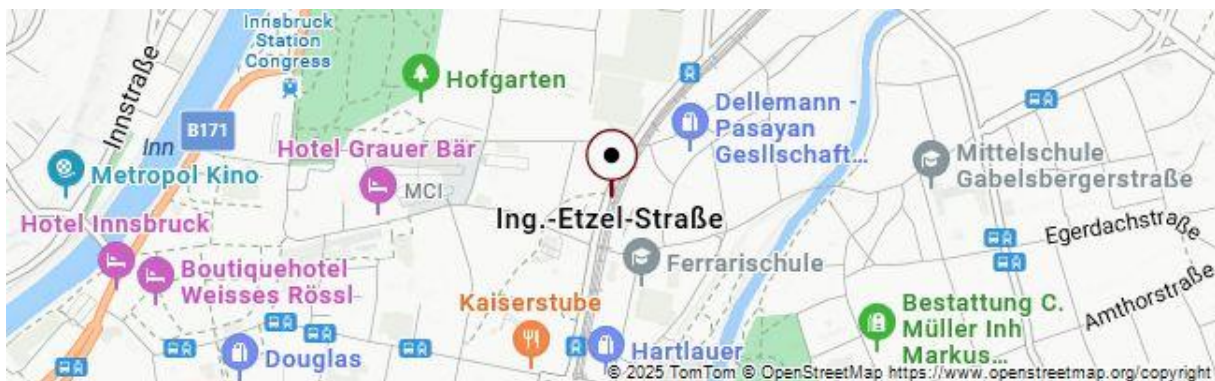 Innsbruck
Station
Congress
Innstraße
Hofgarten
B171
Inn
Dellemann -
Pasayan
Gesllschaft...
Metropol Kino
Hotel Grauer Bär
MCI
Mittelschule
Gabelsbergerstraße
Hotel Innsbruck
Ing.-Etzel-Straße
Egerdachstraße
Boutiquehotel
Weisses Rössl
Ferrarischule
Amthorstraße
Kaiserstube
Bestattung C.
Müller Inh
Markus...
Douglas
Hartlauer
© 2025 TomTom © OpenStreetMap https://www.openstreetmap.org/copyright